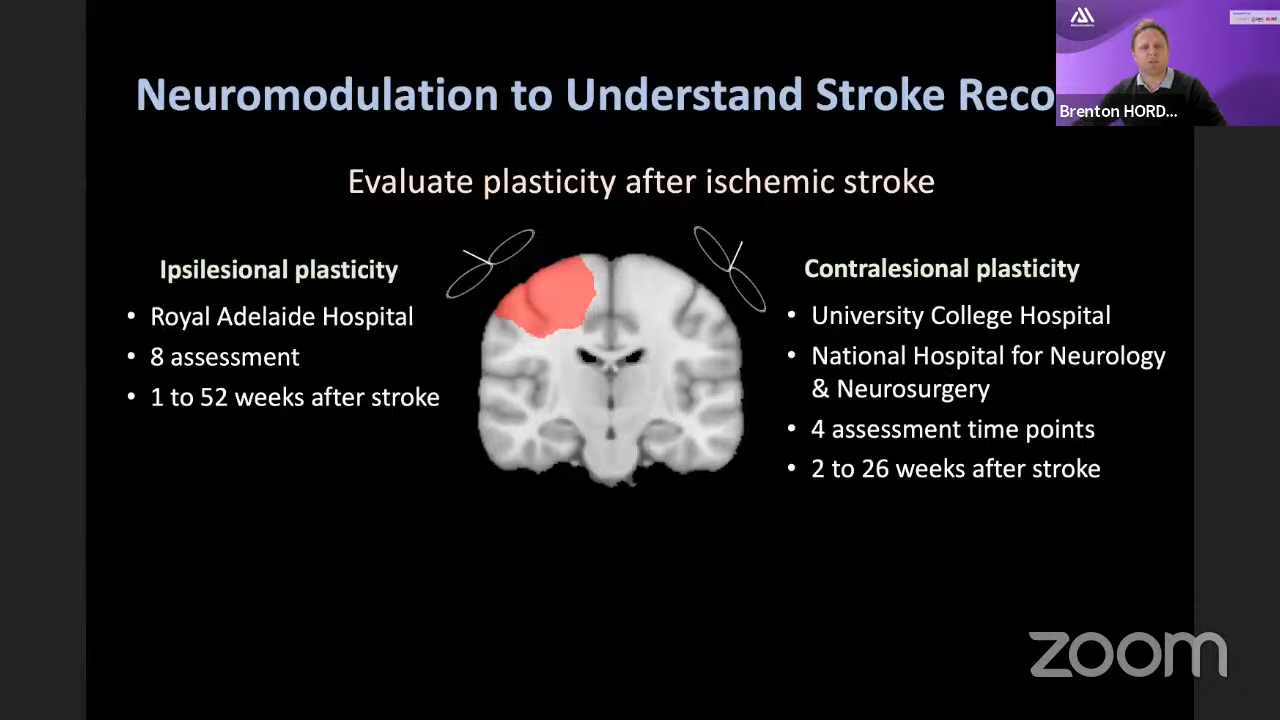 Neuromodulation to Understand Stroke Reco
Brenton HORD...
Evaluate plasticity after ischemic stroke
Ipsilesional plasticity
• Royal Adelaide Hospital
• 8 assessment
• 1 to 52 weeks after stroke
Contralesional plasticity
• University College Hospital
• National Hospital for Neurology
& Neurosurgery
• 4 assessment time points
• 2 to 26 weeks after stroke
zoom